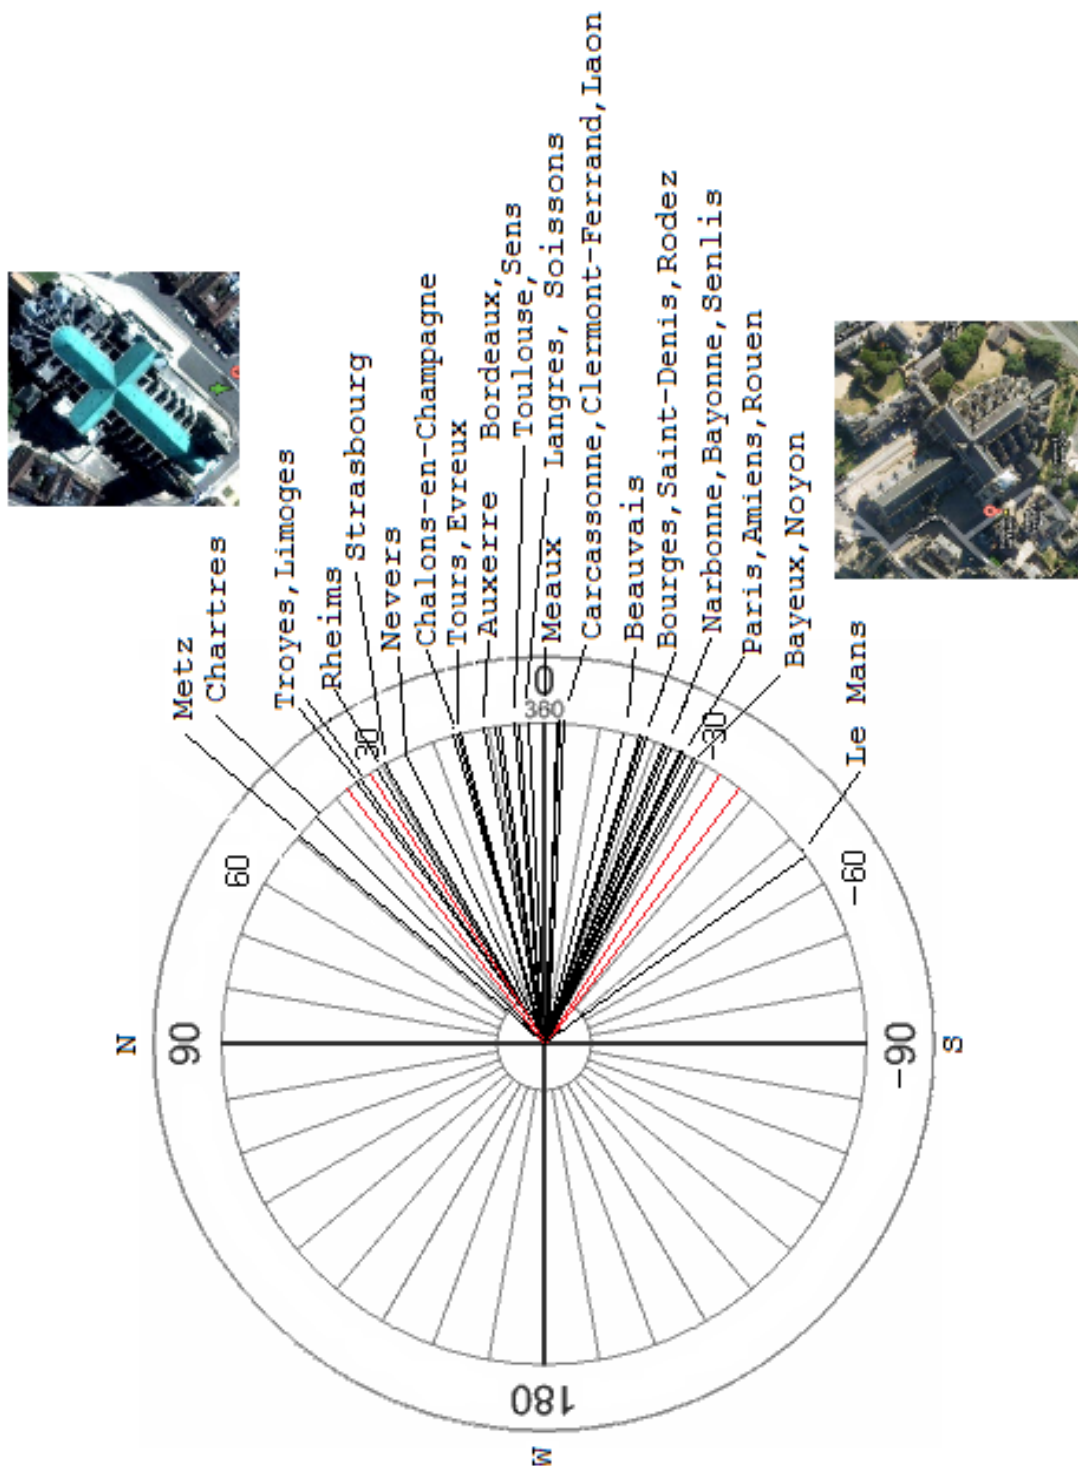 Metz
Chartres
Troyes,Limoges
Rheims
Strasbourg
Nevers
Chalons-en-Champagne
Tours,Evreux
Auxerre Bordeaux,
Toulouse,Sens
Langres, Soissons
Meaux
Carcassonne,Clermont-Ferrand,Laon
Beauvais
Bourges,Saint-Denis,Rodez
Narbonne,Bayonne,Senlis
Paris,Amiens,Rouen
Bayeux,Noyon
Le Mans
N
90
60
30
0
360
-30
-60
-90
S
180
W